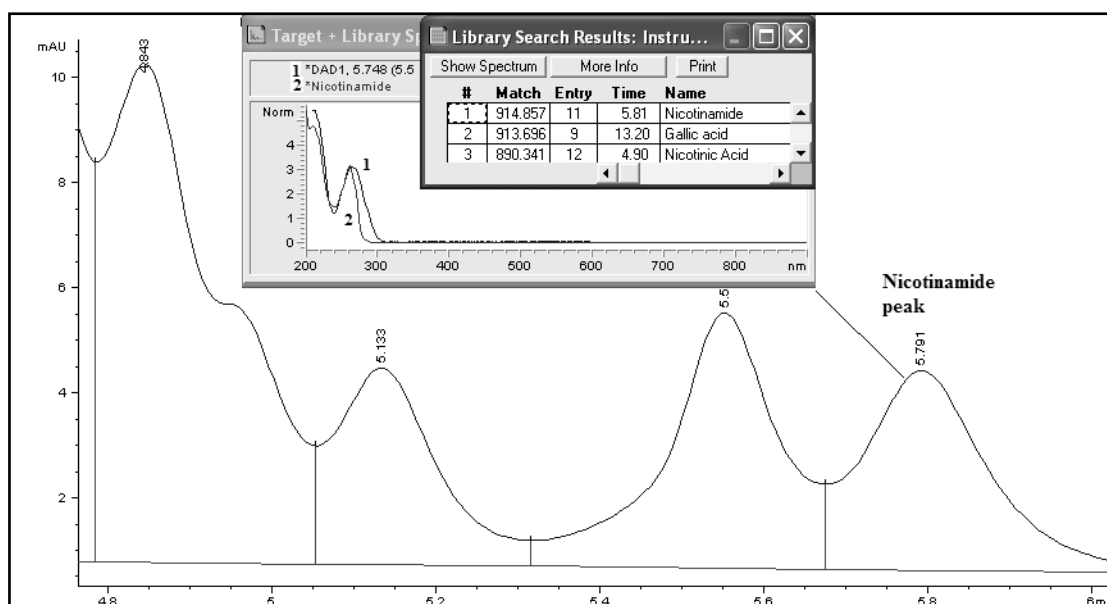 mAU
10
8
6
4
2
4.8
5
5.2
5.4
5.6
5.8
6
4.843
5.133
5.5
5.791
Nicotinamide
peak
Target + Library Sp
1 *DAD1, 5.748 (5.5
2 *Nicotinamide
Norm
4
3
2
1
0
1
2
200 300 400 500 600 700 800 nm
Library Search Results: Instru...
Show Spectrum More Info Print
# Match Entry Time Name
1 914.857 11 5.81 Nicotinamide
2 913.696 9 13.20 Gallic acid
3 890.341 12 4.90 Nicotinic Acid